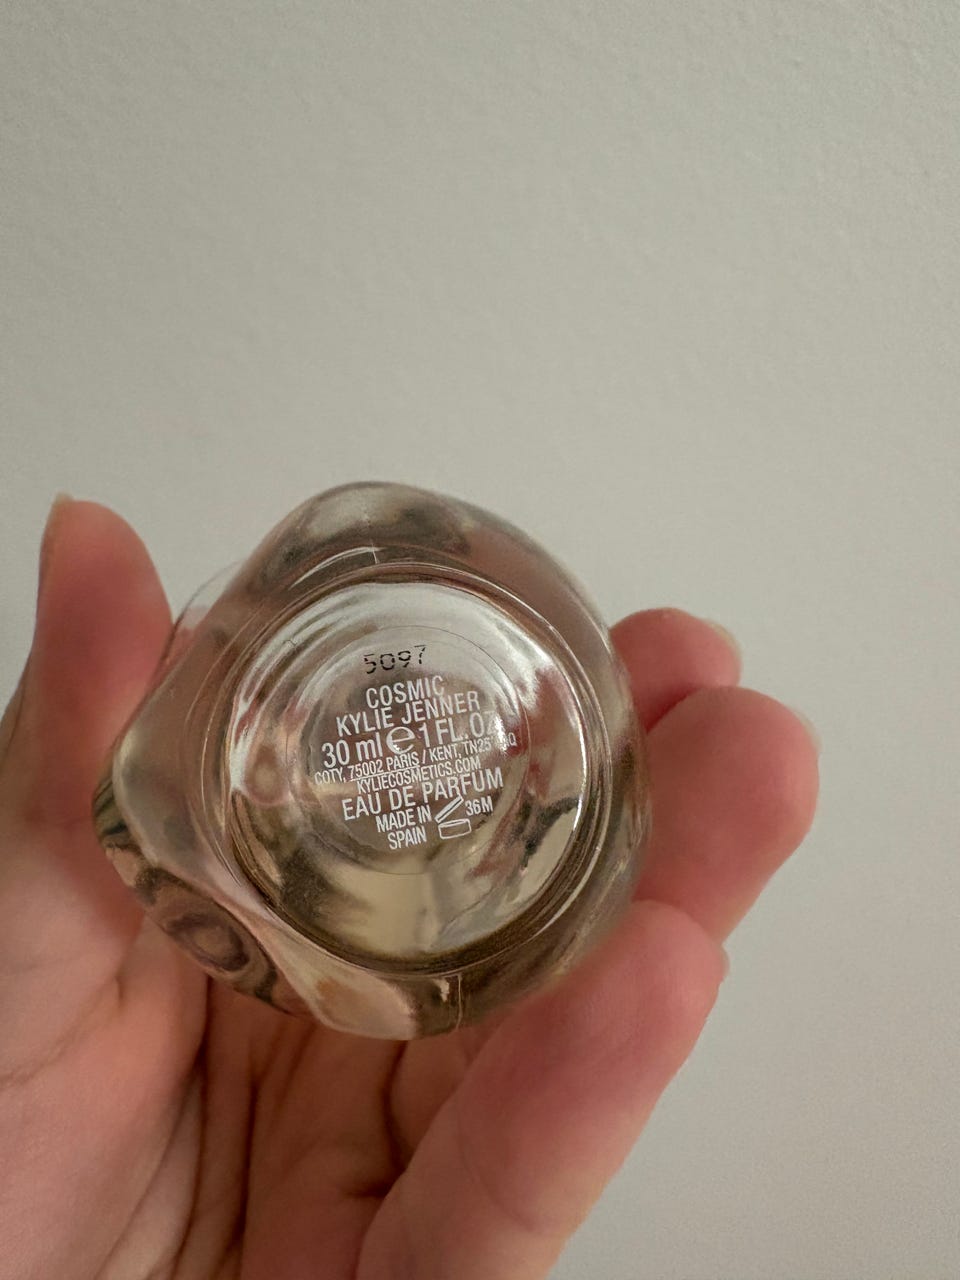 5097
COSMIC
KYLIE JENNER
30 ml e 1 FL.OZ
COTY, 75002 PARIS / KENT, TN25
KYLIECOSMETICS.COM
EAU DE PARFUM
MADE IN
36M
SPAIN